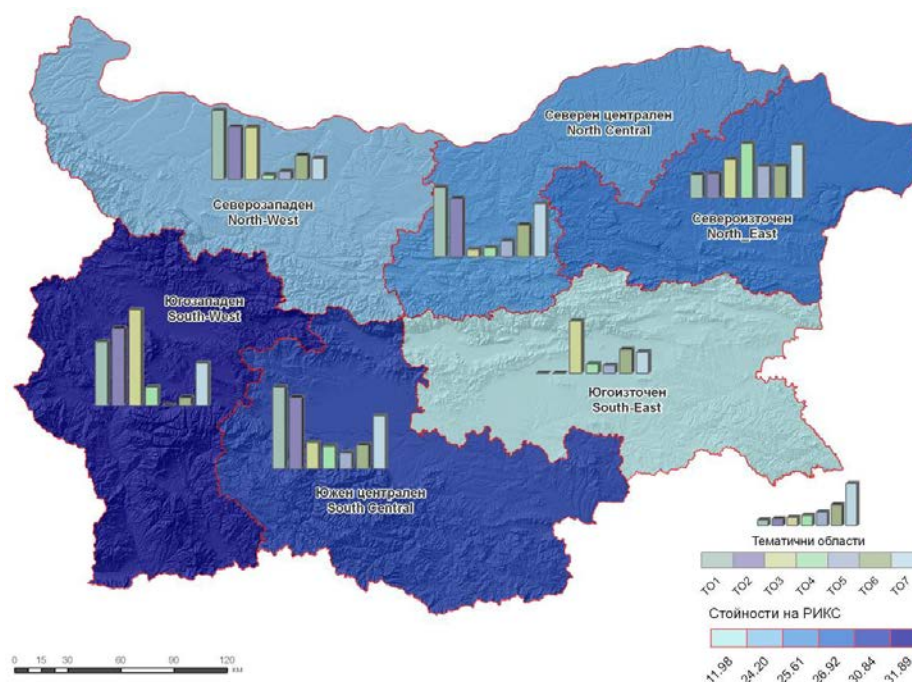 Северен централен
North Central
Северозападен
North-West
Североизточен
North_East
Югозападен
South-West
Югоизточен
South-East
Южен централен
South Central
Тематични области
ТО1 ТО2 ТО3 ТО4 ТО5 ТО6 ТО7
Стойности на РИКС
11.98 24.20 25.61 26.92 30.84 31.89
0 15 30 60 90 120
км